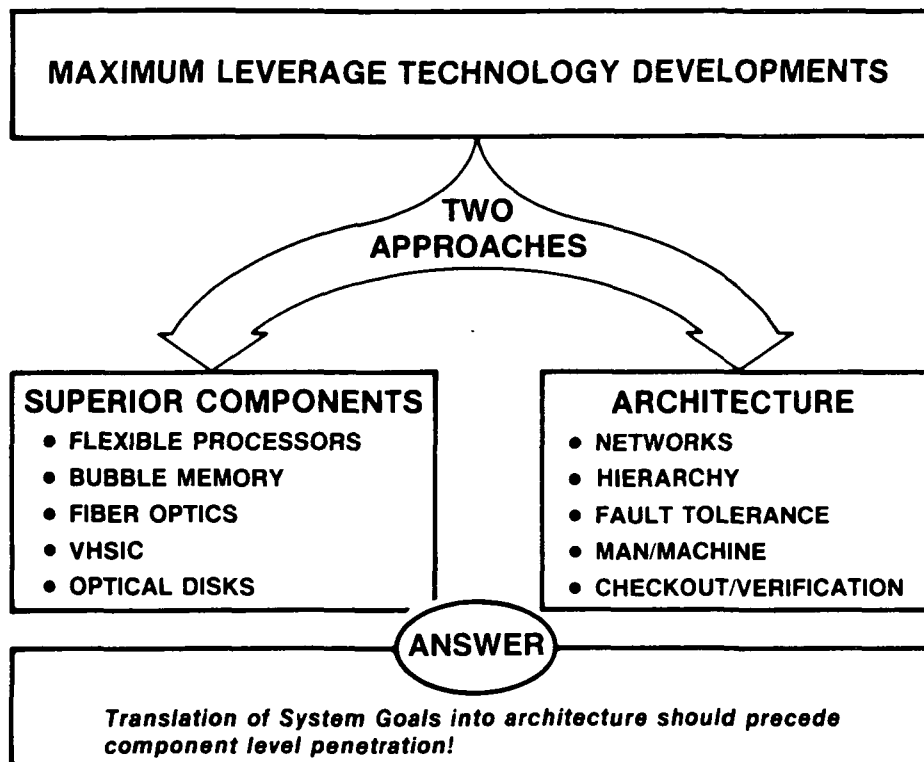 MAXIMUM LEVERAGE TECHNOLOGY DEVELOPMENTS
TWO
APPROACHES
SUPERIOR COMPONENTS
• FLEXIBLE PROCESSORS
• BUBBLE MEMORY
• FIBER OPTICS
• VHSIC
• OPTICAL DISKS
ARCHITECTURE
• NETWORKS
• HIERARCHY
• FAULT TOLERANCE
• MAN/MACHINE
• CHECKOUT/VERIFICATION
ANSWER
Translation of System Goals into architecture should precede
component level penetration!